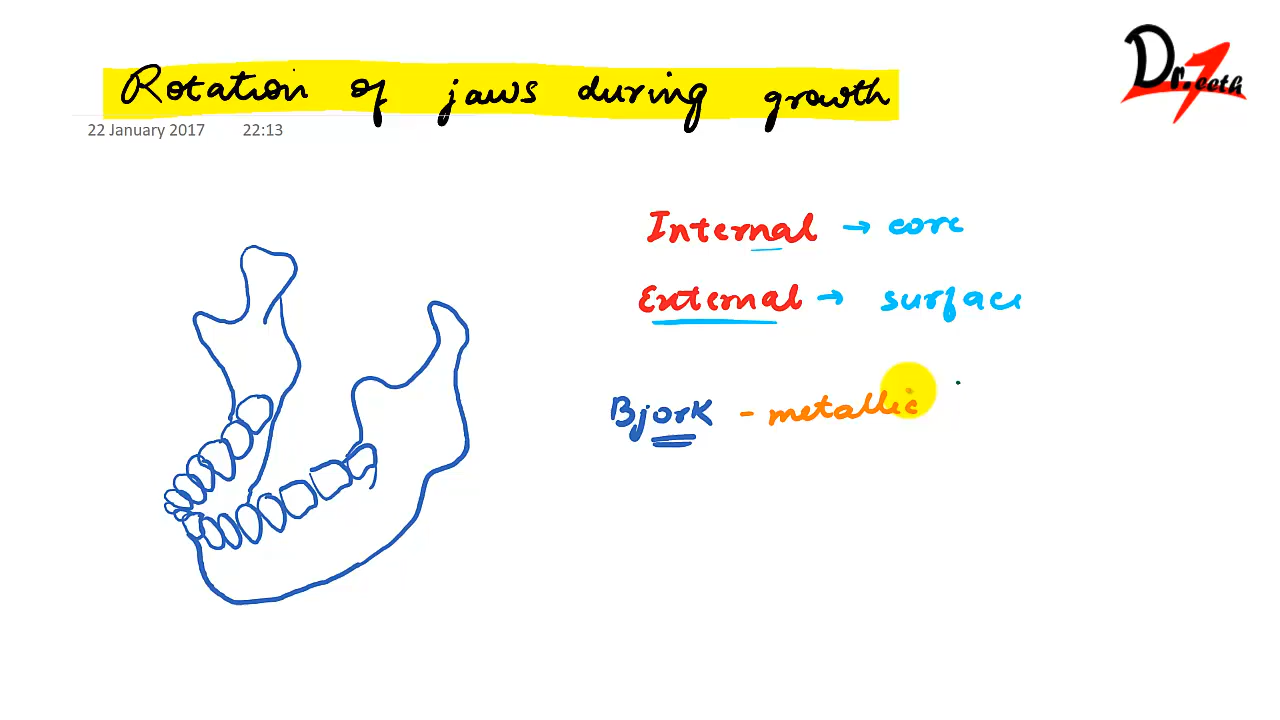 Rotation of jaws during growth
22 January 2017 22:13
Dr.Teeth
Internal → core
External → surface
Bjork - metallic